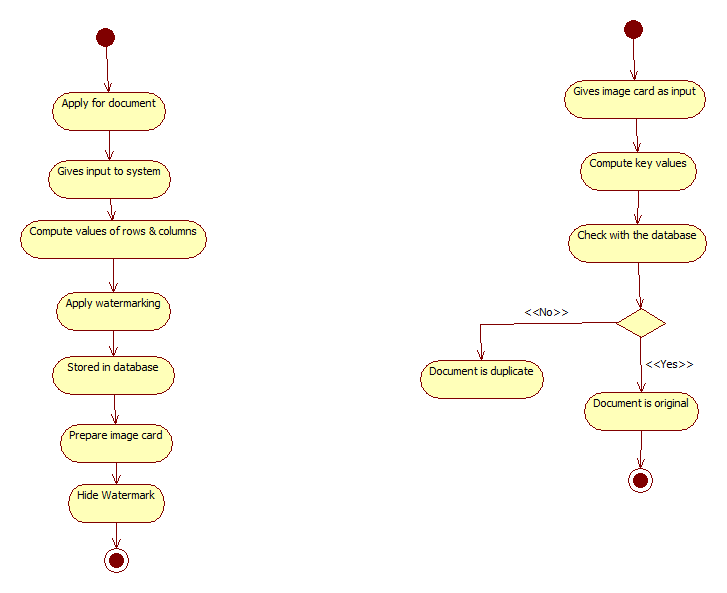 Apply for document
Gives input to system
Compute values of rows & columns
Apply watermarking
Stored in database
Prepare image card
Hide Watermark
Gives image card as input
Compute key values
Check with the database
<<No>>
<<Yes>>
Document is duplicate
Document is original